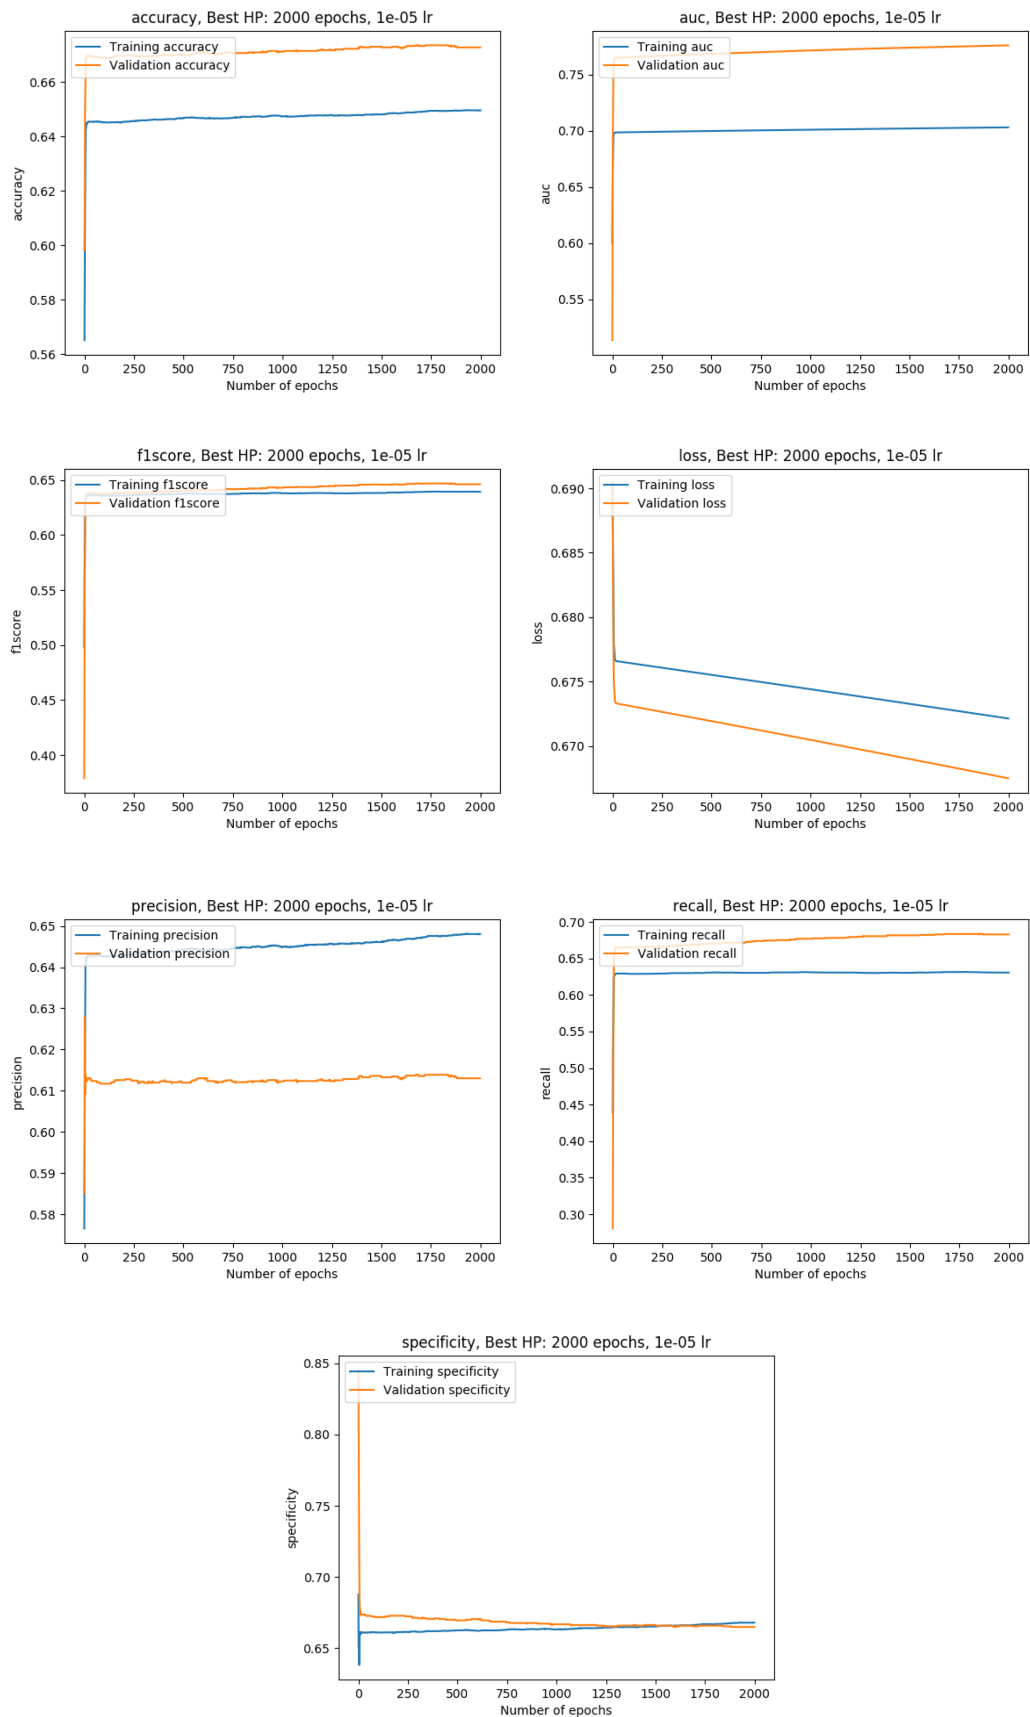 accuracy, Best HP: 2000 epochs, 1e-05 lr
Training accuracy
Validation accuracy
0.66
0.64
0.62
0.60
0.58
0.56
accuracy
0 250 500 750 1000 1250 1500 1750 2000
Number of epochs
auc, Best HP: 2000 epochs, 1e-05 lr
Training auc
Validation auc
0.75
0.70
0.65
0.60
0.55
auc
0 250 500 750 1000 1250 1500 1750 2000
Number of epochs
f1score, Best HP: 2000 epochs, 1e-05 lr
Training f1score
Validation f1score
0.65
0.60
0.55
0.50
0.45
0.40
f1score
0 250 500 750 1000 1250 1500 1750 2000
Number of epochs
loss, Best HP: 2000 epochs, 1e-05 lr
Training loss
Validation loss
0.690
0.685
0.680
0.675
0.670
loss
0 250 500 750 1000 1250 1500 1750 2000
Number of epochs
precision, Best HP: 2000 epochs, 1e-05 lr
Training precision
Validation precision
0.65
0.64
0.63
0.62
0.61
0.60
0.59
0.58
precision
0 250 500 750 1000 1250 1500 1750 2000
Number of epochs
recall, Best HP: 2000 epochs, 1e-05 lr
Training recall
Validation recall
0.70
0.65
0.60
0.55
0.50
0.45
0.40
0.35
0.30
recall
0 250 500 750 1000 1250 1500 1750 2000
Number of epochs
specificity, Best HP: 2000 epochs, 1e-05 lr
Training specificity
Validation specificity
0.85
0.80
0.75
0.70
0.65
specificity
0 250 500 750 1000 1250 1500 1750 2000
Number of epochs